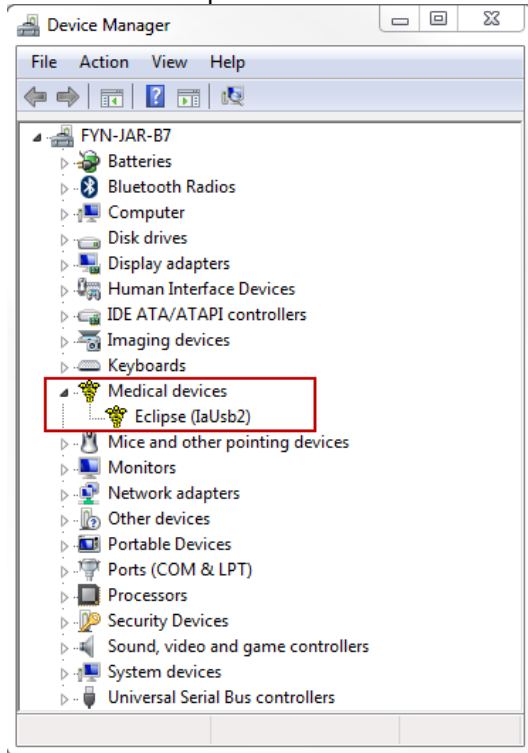 Device Manager
File Action View Help
FYN-JAR-B7
Batteries
Bluetooth Radios
Computer
Disk drives
Display adapters
Human Interface Devices
IDE ATA/ATAPI controllers
Imaging devices
Keyboards
Medical devices
Eclipse (IaUsb2)
Mice and other pointing devices
Monitors
Network adapters
Other devices
Portable Devices
Ports (COM & LPT)
Processors
Security Devices
Sound, video and game controllers
System devices
Universal Serial Bus controllers